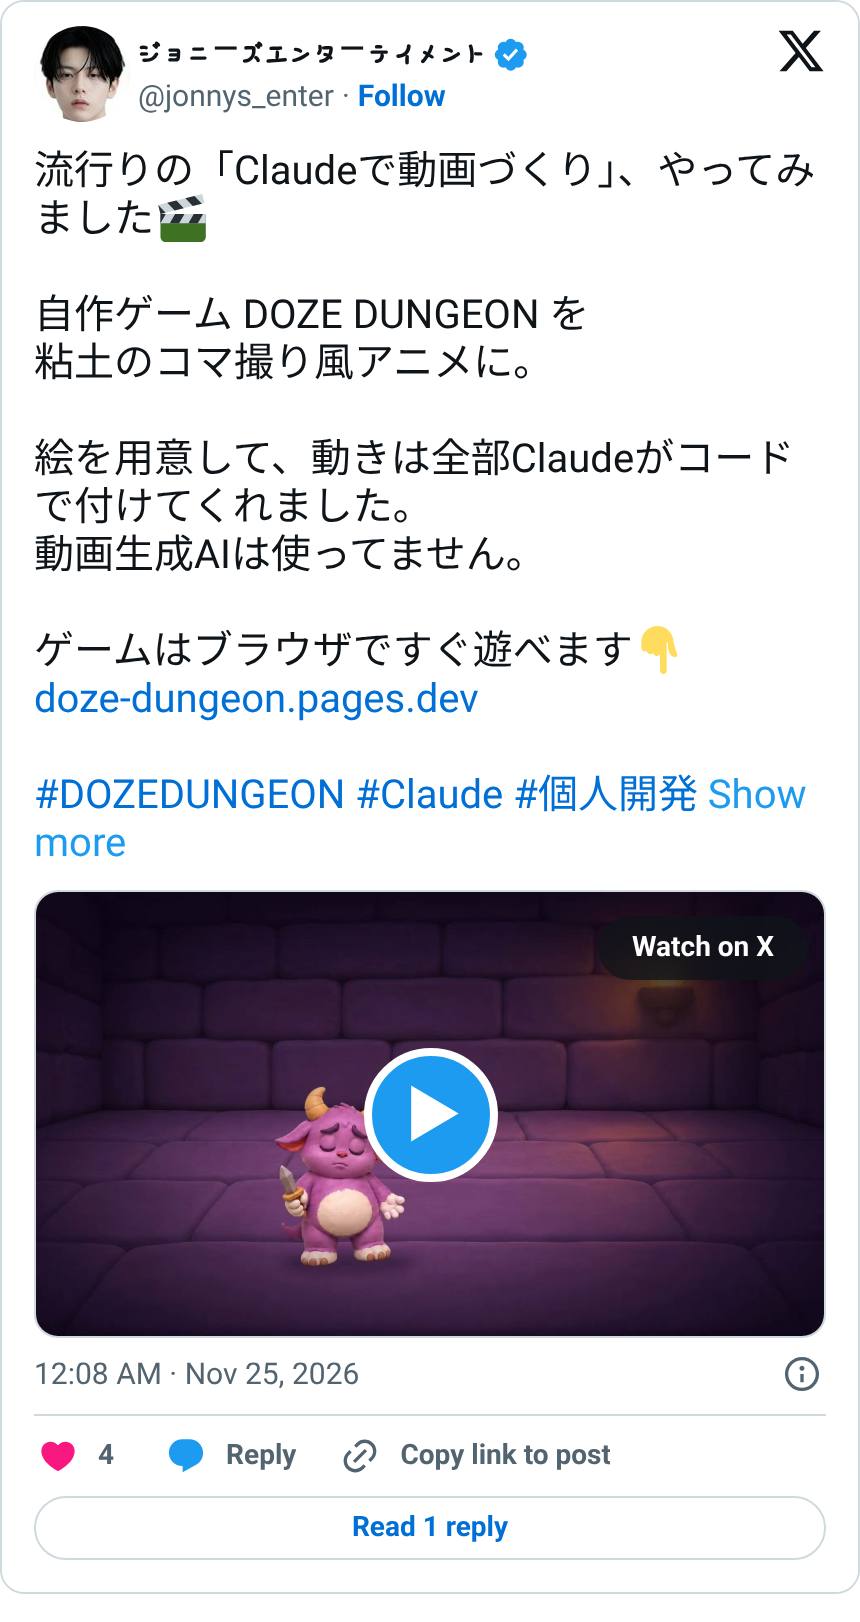 ジョニーズエンターテイメント
@jonnys_enter · Follow
流行りの「Claudeで動画づくり」、やってみ
ました🎬
自作ゲーム DOZE DUNGEON を
粘土のコマ撮り風アニメに。
絵を用意して、動きは全部Claudeがコード
で付けてくれました。
動画生成AIは使ってません。
ゲームはブラウザですぐ遊べます👇
doze-dungeon.pages.dev
#DOZEDUNGEON #Claude #個人開発 Show
more
Watch on X
12:08 AM · Nov 25, 2026
4 Reply Copy link to post
Read 1 reply